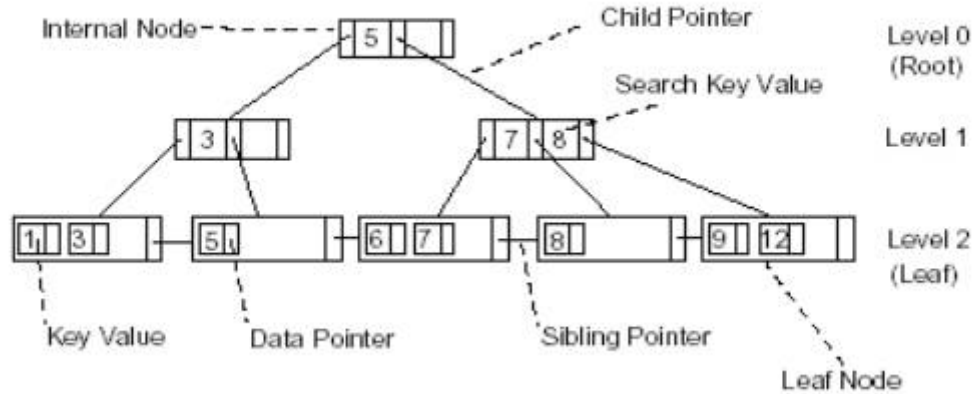 Internal Node
5
Child Pointer
Level 0
(Root)
Search Key Value
3
7 8
Level 1
1 3
5
6 7
8
9 12
Level 2
(Leaf)
Key Value
Data Pointer
Sibling Pointer
Leaf Node